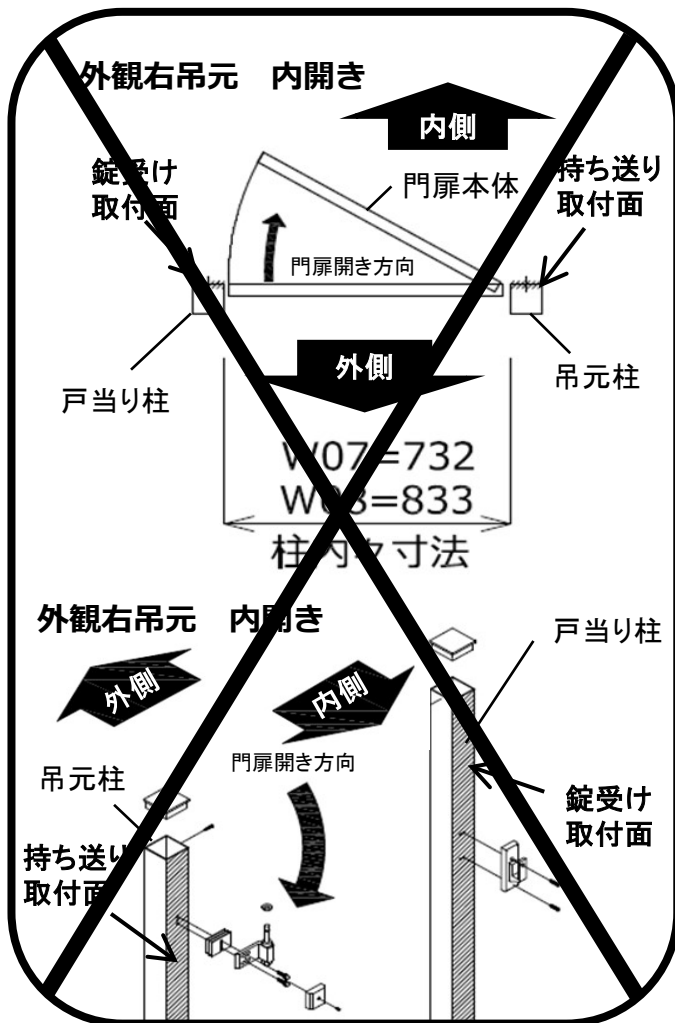 外観右吊元　内開き
内側
錠受け
取付面
門扉本体
持ち送り
取付面
門扉開き方向
戸当り柱
外側
吊元柱
W07=732
W08=833
柱内々寸法
外観右吊元　内開き
戸当り柱
外側
内側
門扉開き方向
吊元柱
錠受け
取付面
持ち送り
取付面